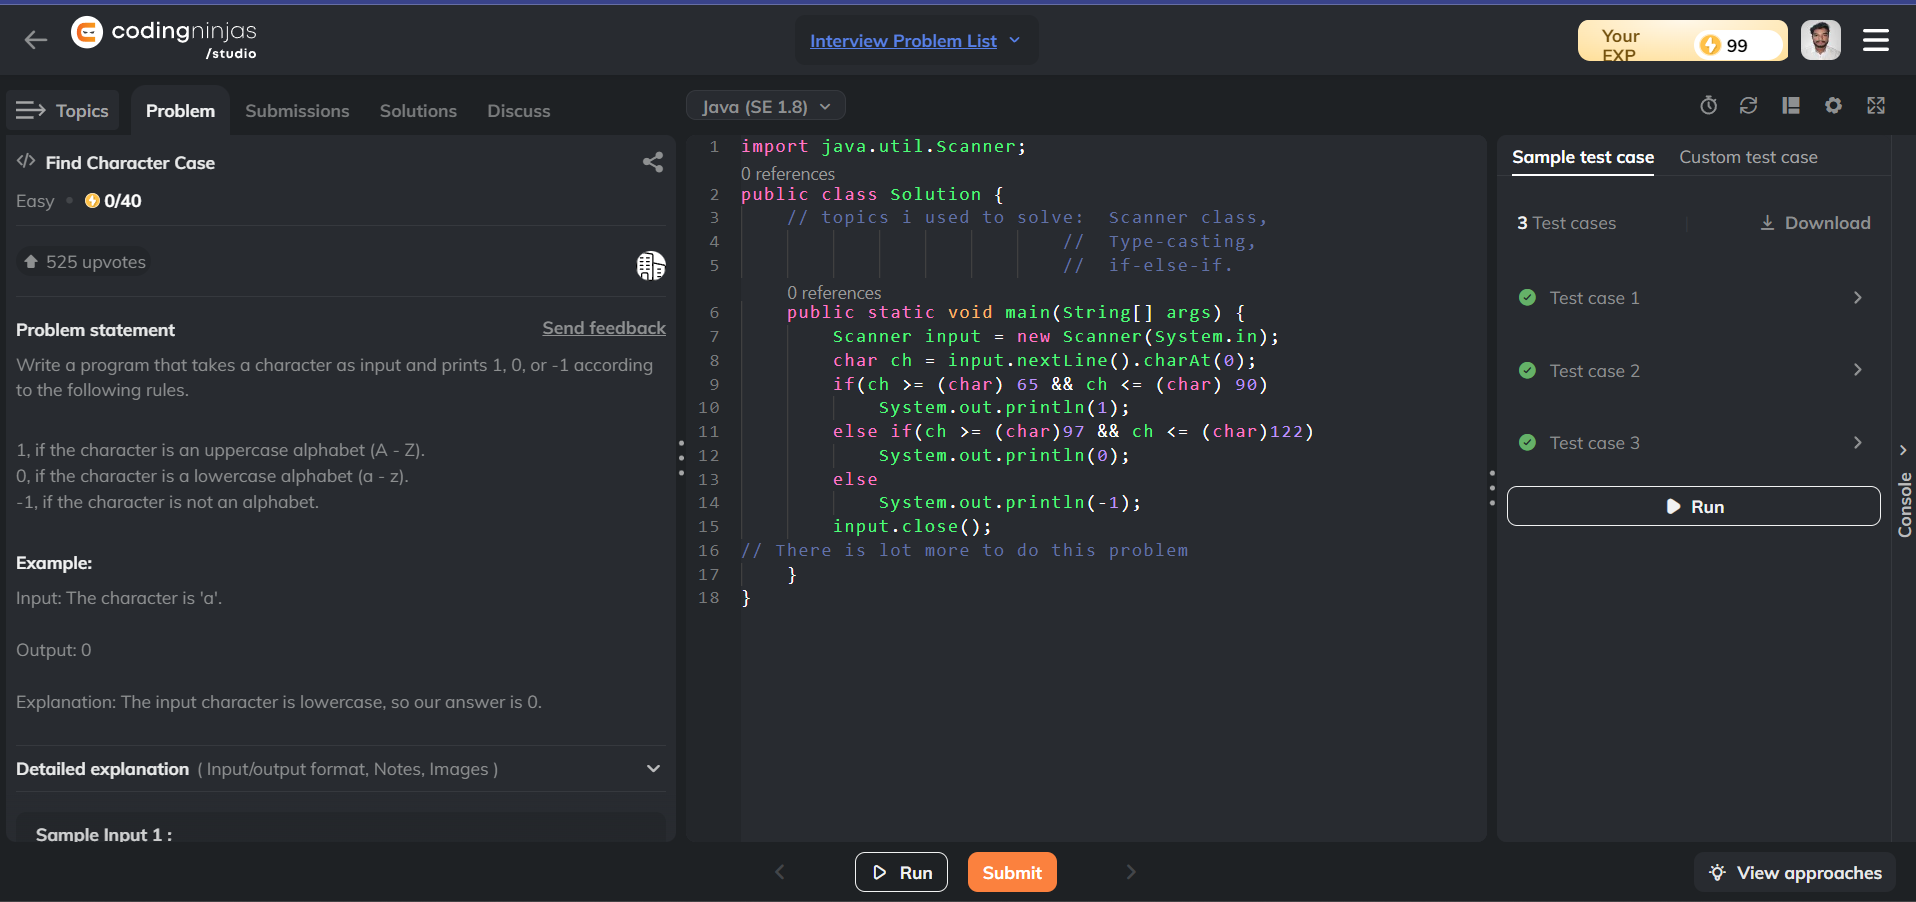 codingninjas
/studio
Interview Problem List
Your EXP
99
Topics
Problem
Submissions
Solutions
Discuss
Java (SE 1.8)
</> Find Character Case
Easy • 0/40
525 upvotes
Problem statement
Send feedback
Write a program that takes a character as input and prints 1, 0, or -1 according
to the following rules.
1, if the character is an uppercase alphabet (A - Z).
0, if the character is a lowercase alphabet (a - z).
-1, if the character is not an alphabet.
Example:
Input: The character is 'a'.
Output: 0
Explanation: The input character is lowercase, so our answer is 0.
Detailed explanation ( Input/output format, Notes, Images )
Sample Input 1 :
1 import java.util.Scanner;
0 references
2 public class Solution {
3 // topics i used to solve:  Scanner class,
4 //  Type-casting,
5 //  if-else-if.
0 references
6 public static void main(String[] args) {
7 Scanner input = new Scanner(System.in);
8 char ch = input.nextLine().charAt(0);
9 if(ch >= (char) 65 && ch <= (char) 90)
10 System.out.println(1);
11 else if(ch >= (char)97 && ch <= (char)122)
12 System.out.println(0);
13 else
14 System.out.println(-1);
15 input.close();
16 // There is lot more to do this problem
17 }
18 }
Sample test case
Custom test case
3 Test cases
Download
Test case 1
Test case 2
Test case 3
Run
Console
Run
Submit
View approaches